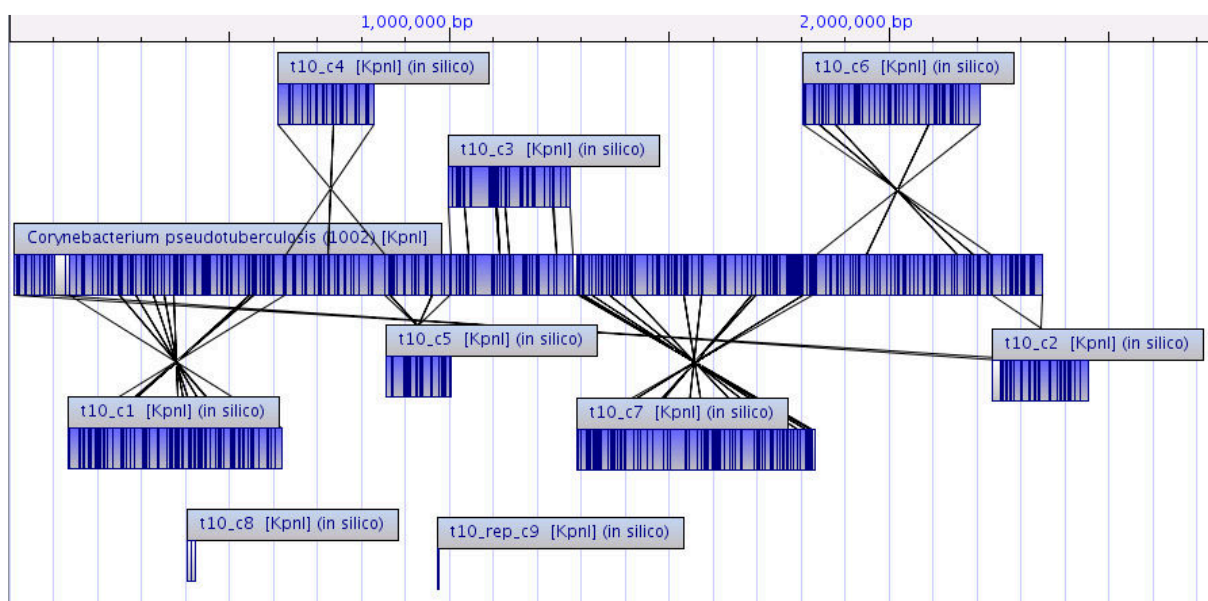 1,000,000 bp
2,000,000 bp
t10_c4 [KpnI] (in silico)
t10_c6 [KpnI] (in silico)
t10_c3 [KpnI] (in silico)
Corynebacterium pseudotuberculosis (1002) [KpnI]
t10_c5 [KpnI] (in silico)
t10_c2 [KpnI] (in silico)
t10_c1 [KpnI] (in silico)
t10_c7 [KpnI] (in silico)
t10_c8 [KpnI] (in silico)
t10_rep_c9 [KpnI] (in silico)